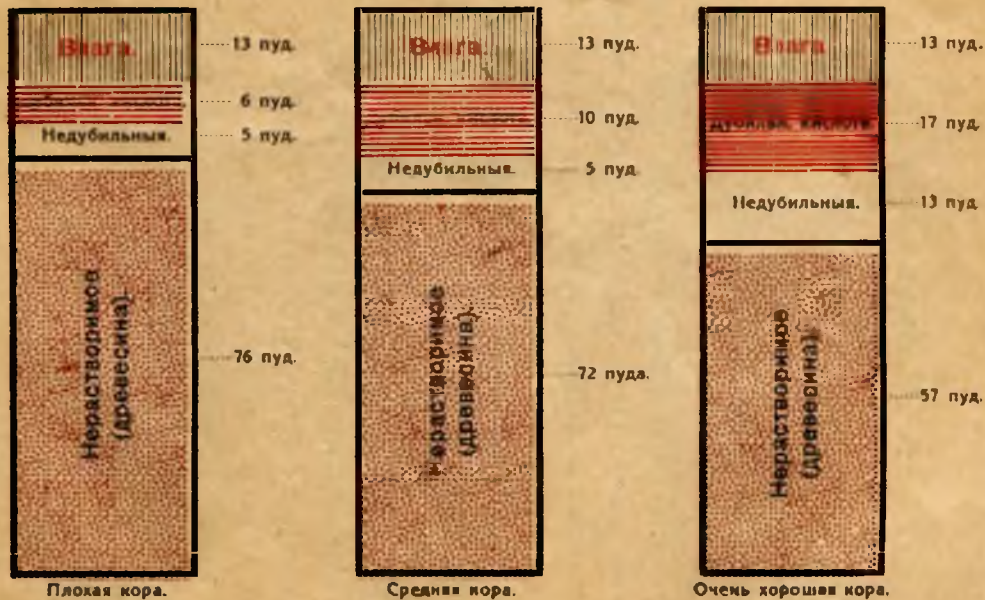 Влага.
13 пуд.
6 пуд.
Недубильныя.
5 пуд.
Нерастворимое
(древесина).
76 пуд.
Плохая кора.
Влага.
13 пуд.
10 пуд.
Недубильныя.
5 пуд
Нерастворимое
(древесина).
72 пуда.
Средняя кора.
Влага
13 пуд.
Дубильн. кислота.
17 пуд.
Недубильныя.
13 пуд
Нерастворимое
(древесина).
57 пуд.
Очень хорошая кора.